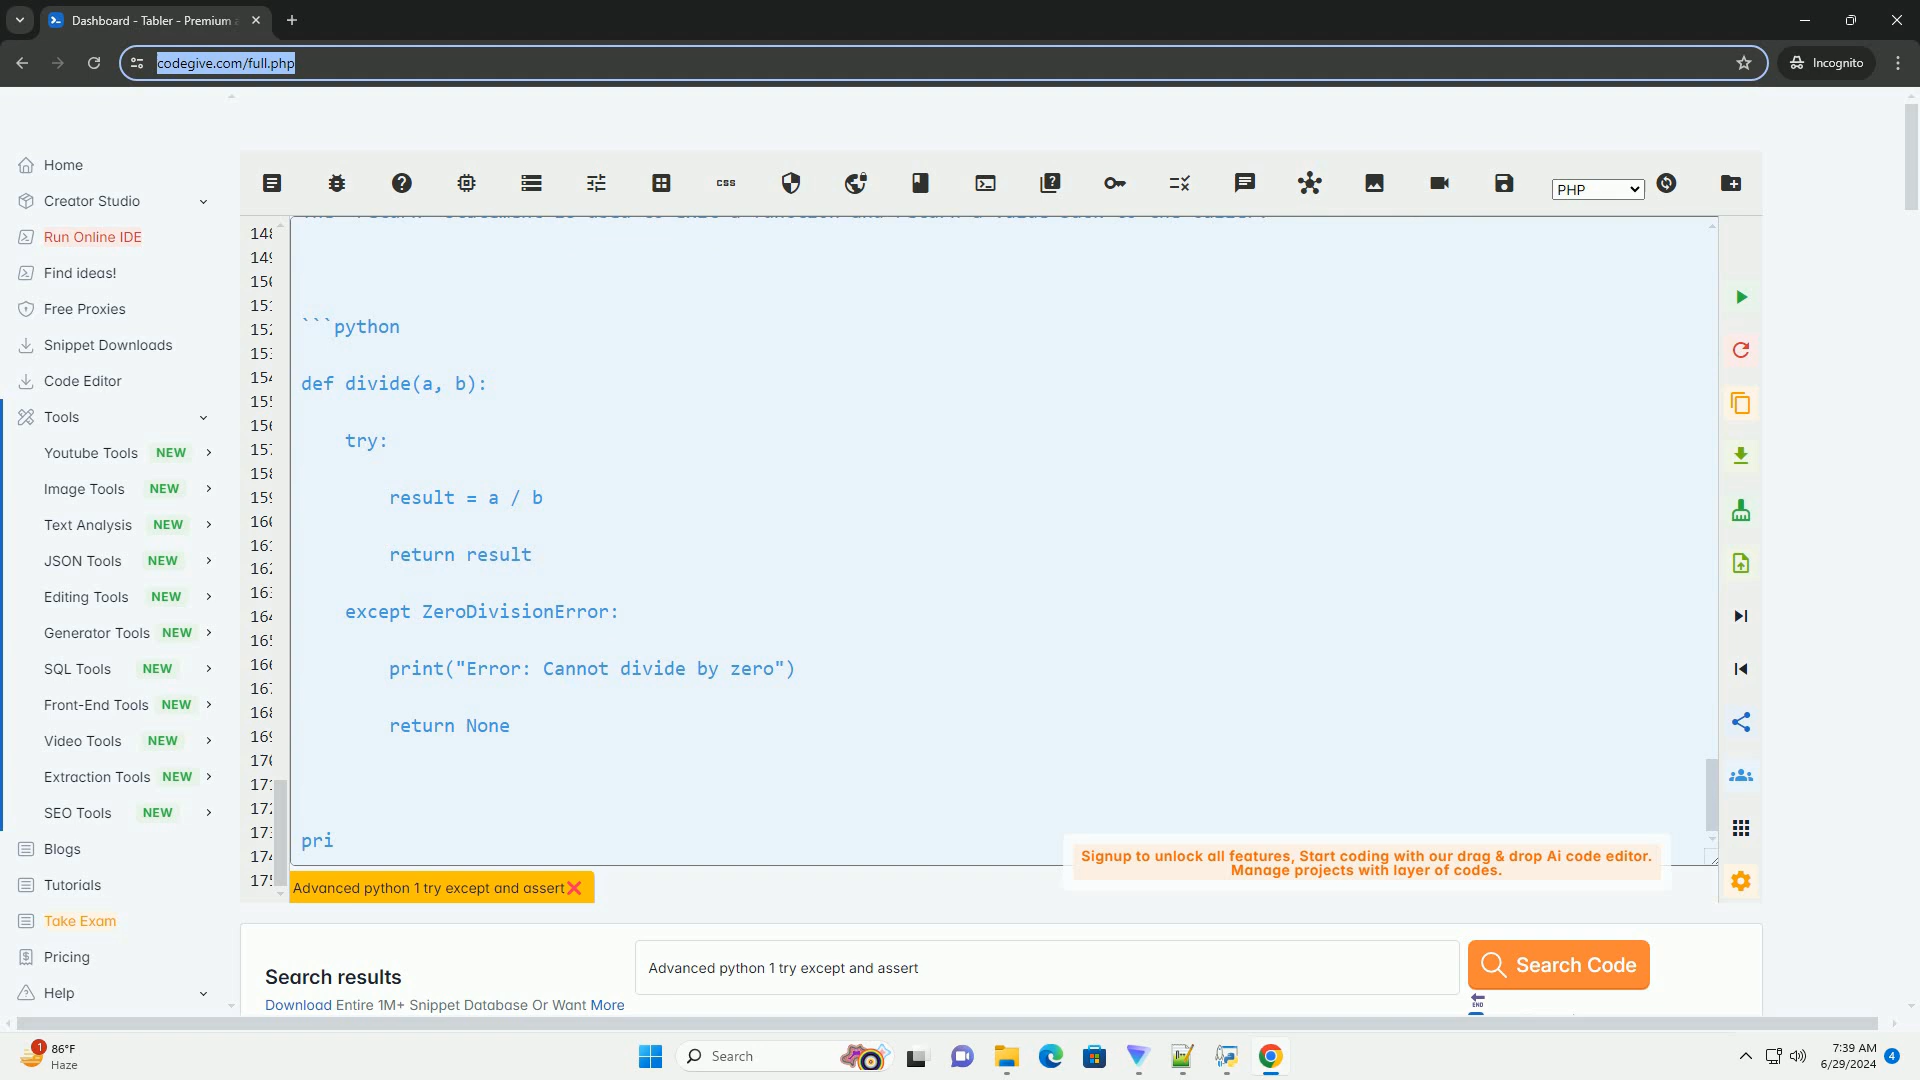 Dashboard - Tabler - Premium
codegive.com/full.php
Incognito
Home
Creator Studio
Run Online IDE
Find ideas!
Free Proxies
Snippet Downloads
Code Editor
Tools
Youtube Tools NEW
Image Tools NEW
Text Analysis NEW
JSON Tools NEW
Editing Tools NEW
Generator Tools NEW
SQL Tools NEW
Front-End Tools NEW
Video Tools NEW
Extraction Tools NEW
SEO Tools NEW
Blogs
Tutorials
Take Exam
Pricing
Help
css
PHP
```python
def divide(a, b):
try:
result = a / b
return result
except ZeroDivisionError:
print("Error: Cannot divide by zero")
return None
pri
Signup to unlock all features, Start coding with our drag & drop Ai code editor.
Manage projects with layer of codes.
Advanced python 1 try except and assert
Search results
Download Entire 1M+ Snippet Database Or Want More
Advanced python 1 try except and assert
Search Code
END
1
86°F
Haze
Search
7:39 AM
6/29/2024
4